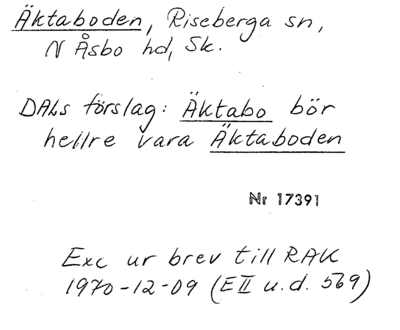 Äktaboden, Riseberga sn,
N Åsbo hd, Sk.
DALs förslag: Äktabo bör
hellre vara Äktaboden
Nr 17391
Exc ur brev till RAK
1970-12-09 (EII u.d. 569)